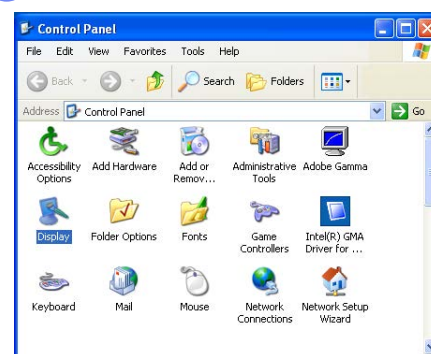 Control Panel
File Edit View Favorites Tools Help
Back Search Folders
Address Control Panel Go
Accessibility Add Hardware Add or Administrative Adobe Gamma
Options Remov... Tools
Display Folder Options Fonts Game Intel(R) GMA
Controllers Driver for ...
Keyboard Mail Mouse Network Network Setup
Connections Wizard